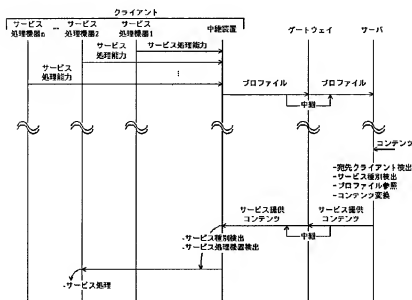 クライアント
サービス
処理機器n
…
サービス
処理機器2
サービス
処理機器1
中継装置
ゲートウェイ
サーバ
サービス
処理能力
サービス処理能力
サービス
処理能力
…
プロファイル
プロファイル
中継
コンテンツ
-宛先クライアント検出
-サービス種別検出
-プロファイル参照
-コンテンツ変換
サービス提供
コンテンツ
サービス提供
コンテンツ
中継
-サービス種別検出
-サービス処理機器検出
-サービス処理